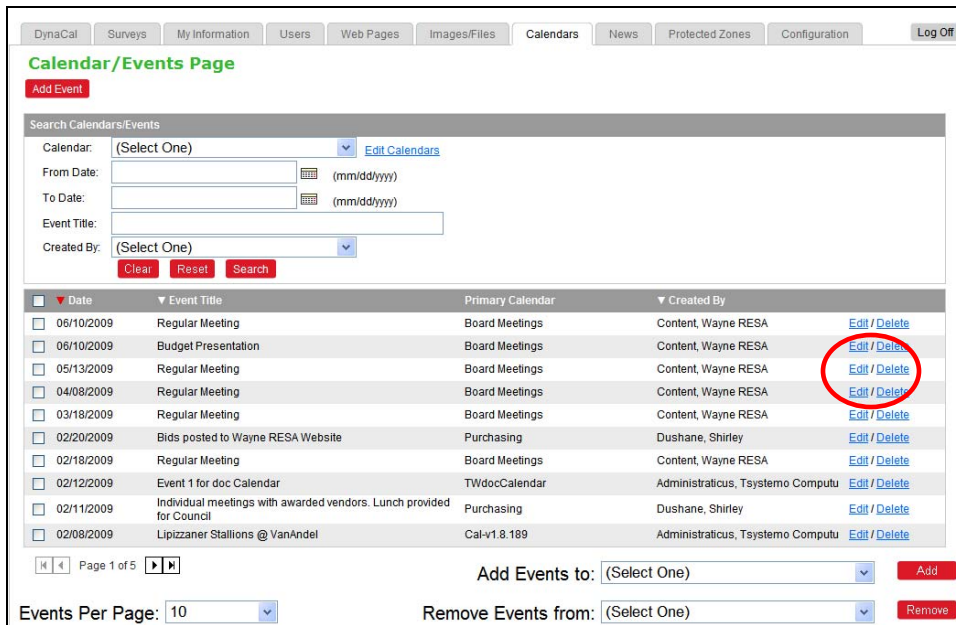 DynaCal Surveys My Information Users Web Pages Images/Files Calendars News Protected Zones Configuration Log Off
Calendar/Events Page
Add Event
Search Calendars/Events
Calendar: (Select One) Edit Calendars
From Date: (mm/dd/yyyy)
To Date: (mm/dd/yyyy)
Event Title:
Created By: (Select One)
Clear Reset Search
Date Event Title Primary Calendar Created By
06/10/2009 Regular Meeting Board Meetings Content, Wayne RESA Edit / Delete
06/10/2009 Budget Presentation Board Meetings Content, Wayne RESA Edit / Delete
05/13/2009 Regular Meeting Board Meetings Content, Wayne RESA Edit / Delete
04/08/2009 Regular Meeting Board Meetings Content, Wayne RESA Edit / Delete
03/18/2009 Regular Meeting Board Meetings Content, Wayne RESA Edit / Delete
02/20/2009 Bids posted to Wayne RESA Website Purchasing Dushane, Shirley Edit / Delete
02/18/2009 Regular Meeting Board Meetings Content, Wayne RESA Edit / Delete
02/12/2009 Event 1 for doc Calendar TWdocCalendar Administraticus, Tsystemo Computu Edit / Delete
02/11/2009 Individual meetings with awarded vendors. Lunch provided for Council Purchasing Dushane, Shirley Edit / Delete
02/08/2009 Lipizzaner Stallions @ VanAndel Cal-v1.8.189 Administraticus, Tsystemo Computu Edit / Delete
Page 1 of 5 Add Events to: (Select One) Add
Events Per Page: 10 Remove Events from: (Select One) Remove